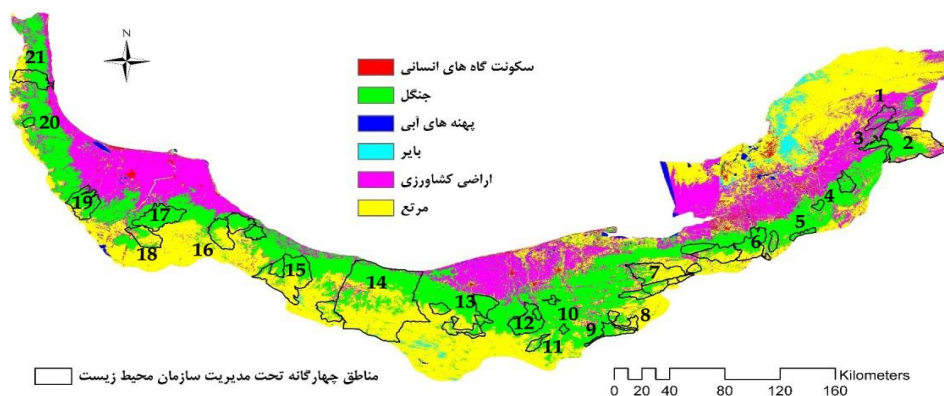 N
سکونت گاه های انسانی
جنگل
پهنه های آبی
بایر
اراضی کشاورزی
مرتع
21
20
19
18
17
16
15
14
13
12
11
10
9
8
7
6
5
4
3
2
1
مناطق چهارگانه تحت مدیریت سازمان محیط زیست
Kilometers
0 20 40 80 120 160